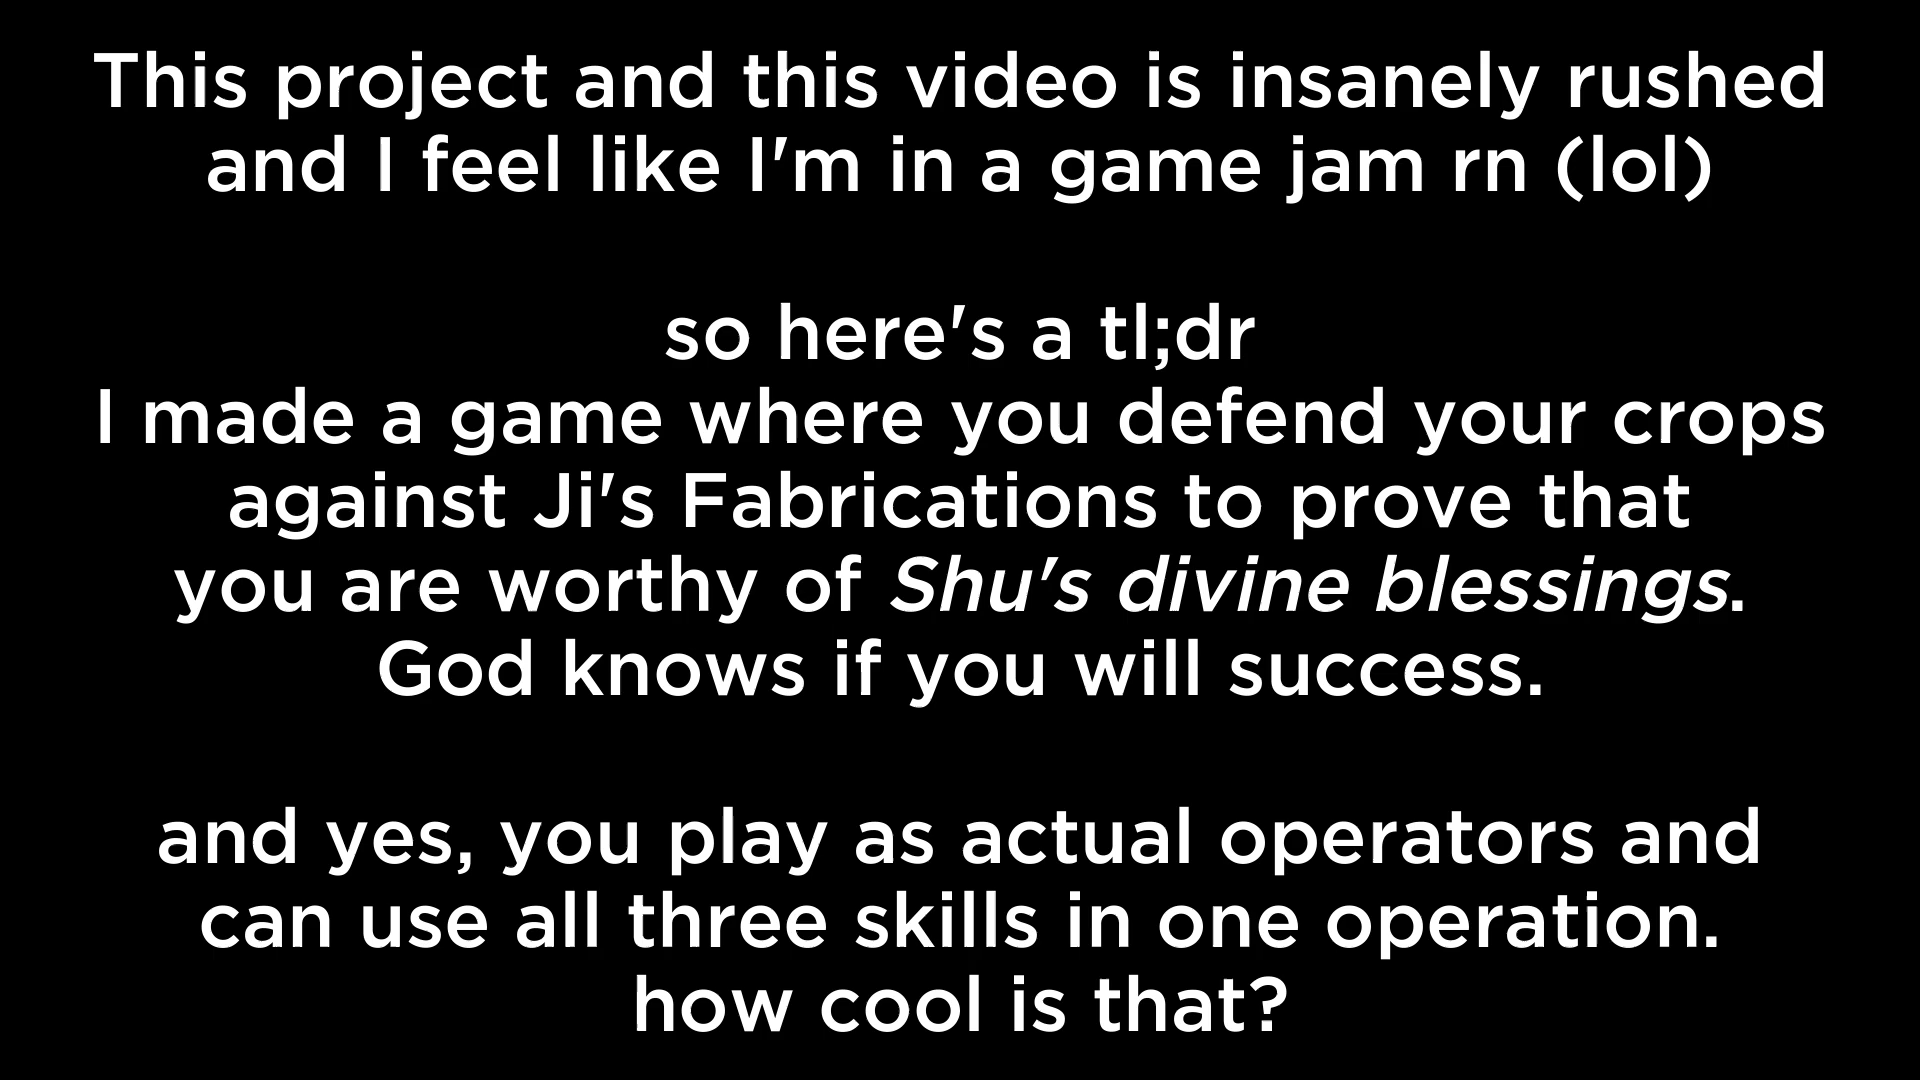 This project and this video is insanely rushed
and I feel like I'm in a game jam rn (lol)
so here's a tl;dr
I made a game where you defend your crops
against Ji's Fabrications to prove that
you are worthy of Shu's divine blessings.
God knows if you will success.
and yes, you play as actual operators and
can use all three skills in one operation.
how cool is that?